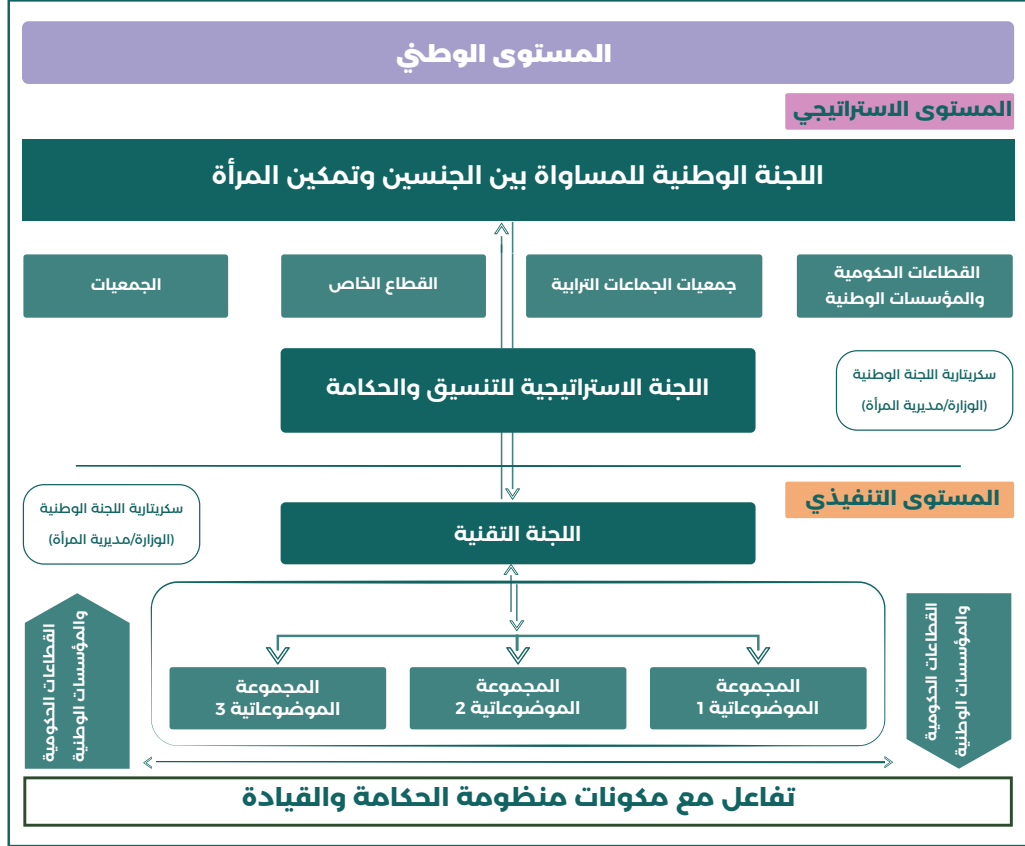 المستوى الوطني
المستوى الاستراتيجي
اللجنة الوطنية للمساواة بين الجنسين وتمكين المرأة
القطاعات الحكومية
والمؤسسات الوطنية
جمعيات الجماعات الترابية
القطاع الخاص
الجمعيات
اللجنة الاستراتيجية للتنسيق والحكامة
سكريتارية اللجنة الوطنية
(الوزارة/مديرية المرأة)
المستوى التنفيذي
سكريتارية اللجنة الوطنية
(الوزارة/مديرية المرأة)
اللجنة التقنية
القطاعات الحكومية
والمؤسسات الوطنية
المجموعة
الموضوعاتية 1
المجموعة
الموضوعاتية 2
المجموعة
الموضوعاتية 3
القطاعات الحكومية
والمؤسسات الوطنية
تفاعل مع مكونات منظومة الحكامة والقيادة